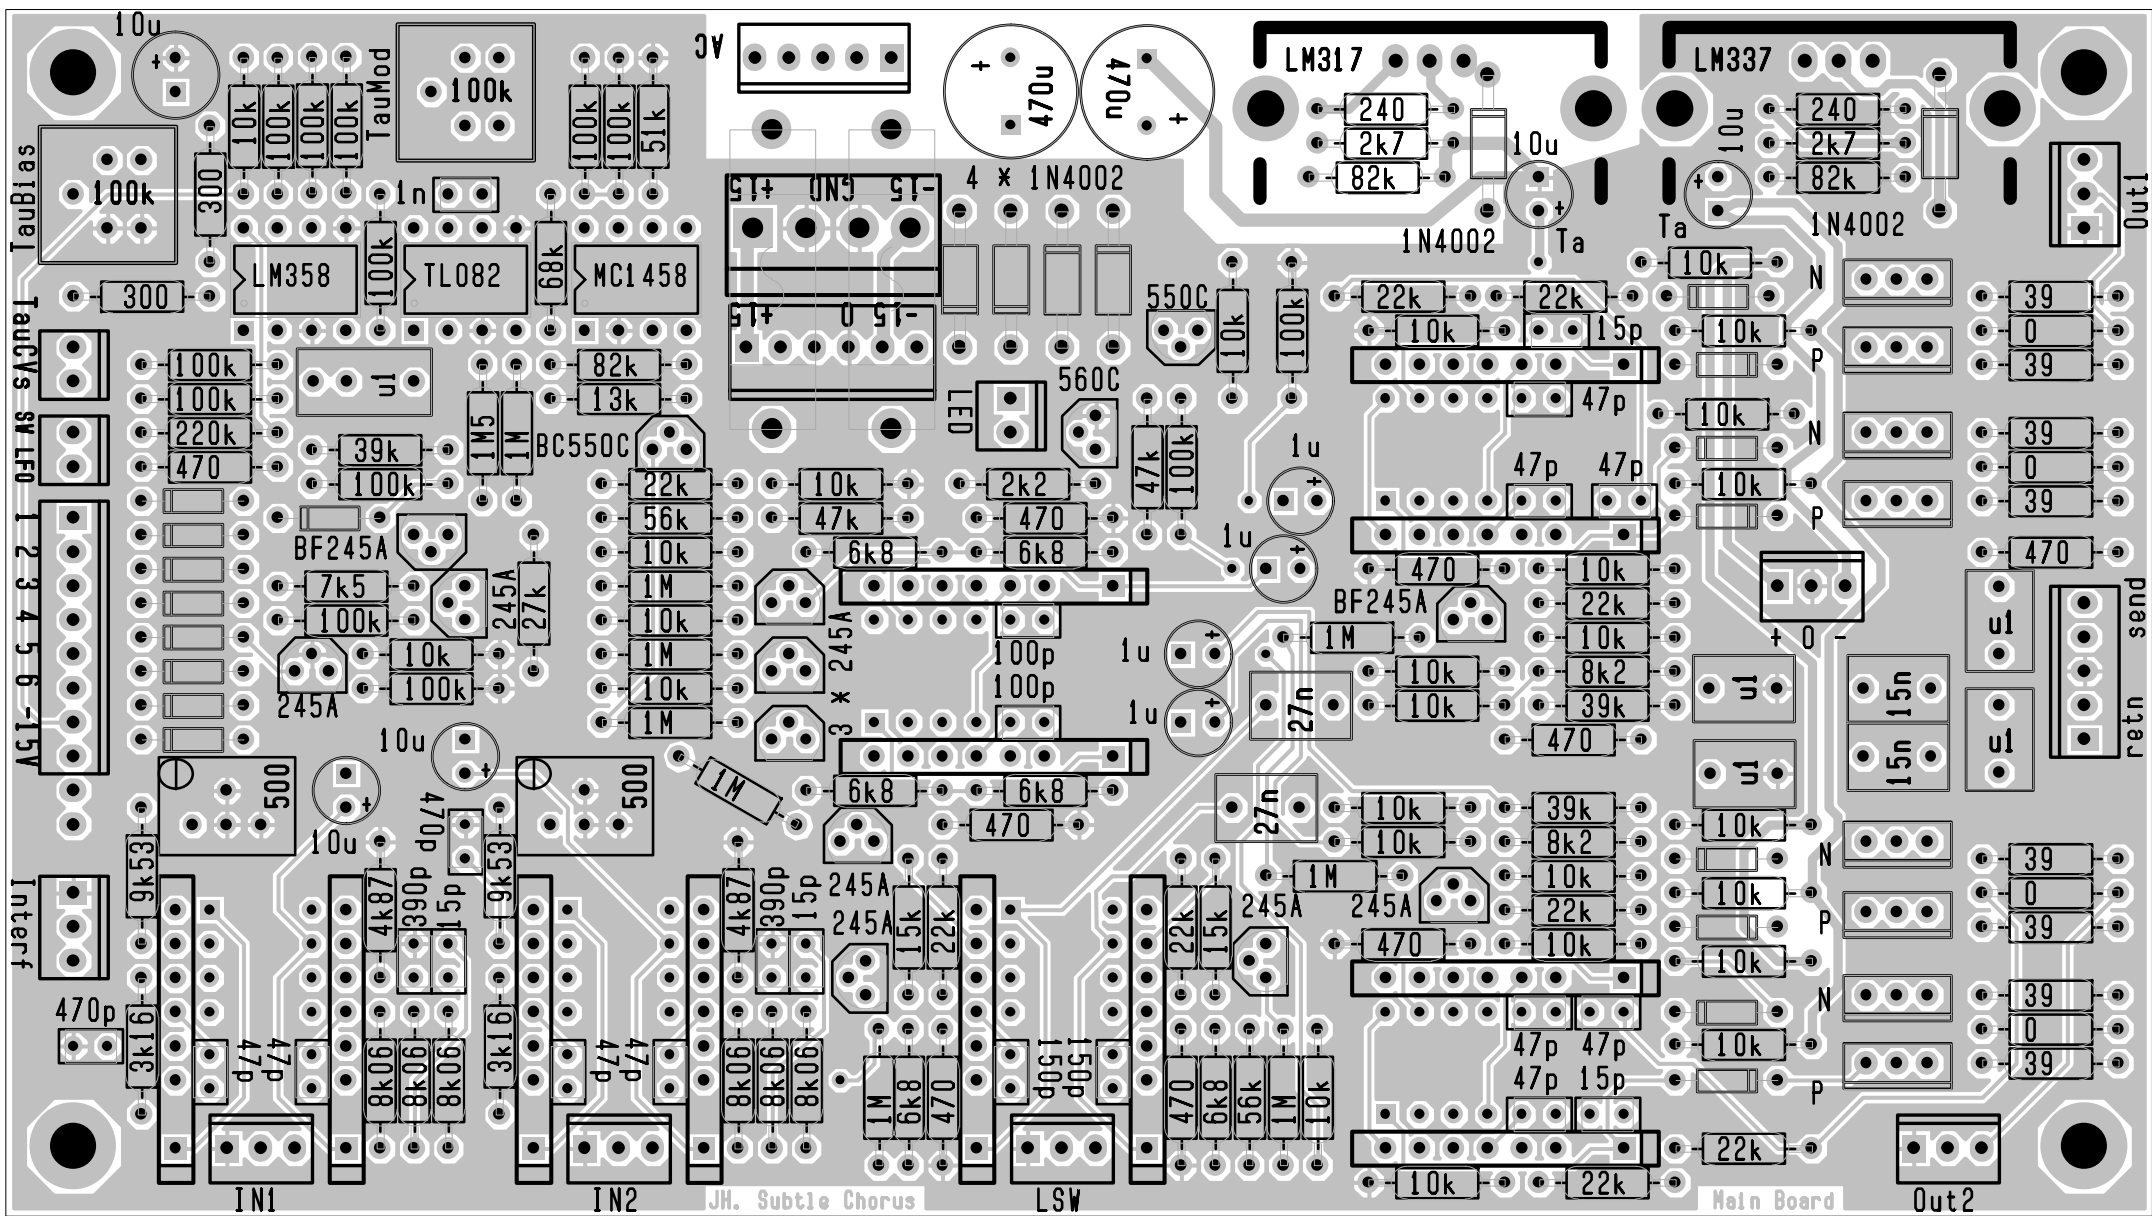 10u
AC
LM317
LM337
TauMod
100k
10k
100k
100k
100k
100k
100k
51k
470u
470u
240
2k7
82k
10u
10u
240
2k7
82k
TauBias
100k
300
1n
+15 GND -15
4 * 1N4002
Out1
1N4002
Ta
Ta
1N4002
LM358
100k
TL082
68k
MC1458
300
+15 0 -15
550C
10k
100k
22k
22k
10k
15p
10k
10k
N
P
39
0
39
TauCVs
100k
100k
220k
470
u1
82k
13k
1M5
1M
BC550C
LED
560C
47k
100k
47p
10k
10k
N
P
39
0
39
SW LFO
39k
100k
1u
47p
47p
1
2
3
4
5
6
-15V
BF245A
22k
56k
10k
1M
10k
1M
10k
1M
10k
47k
2k2
470
6k8
6k8
1u
470
7k5
100k
245A
27k
245A
10k
100k
3 * 245A
100p
100p
BF245A
1M
10k
22k
10k
8k2
39k
10k
10k
470
+ 0 -
470
send
u1
retn
1u
1u
27n
u1
15n
15n
u1
u1
10u
500
10u
470p
500
1M
6k8
6k8
470
27n
10k
10k
39k
8k2
10k
22k
10k
10k
10k
10k
N
P
39
0
39
Interf
9k53
4k87
390p
15p
9k53
4k87
390p
15p
245A
245A
15k
22k
22k
15k
245A
1M
245A
470
470p
3k16
47p
47p
8k06
8k06
8k06
3k16
47p
47p
8k06
8k06
8k06
1M
6k8
470
150p
150p
470
6k8
56k
1M
10k
47p
47p
47p
15p
10k
N
P
39
0
39
22k
10k
22k
IN1
IN2
JH. Subtle Chorus
LSW
Main Board
Out2